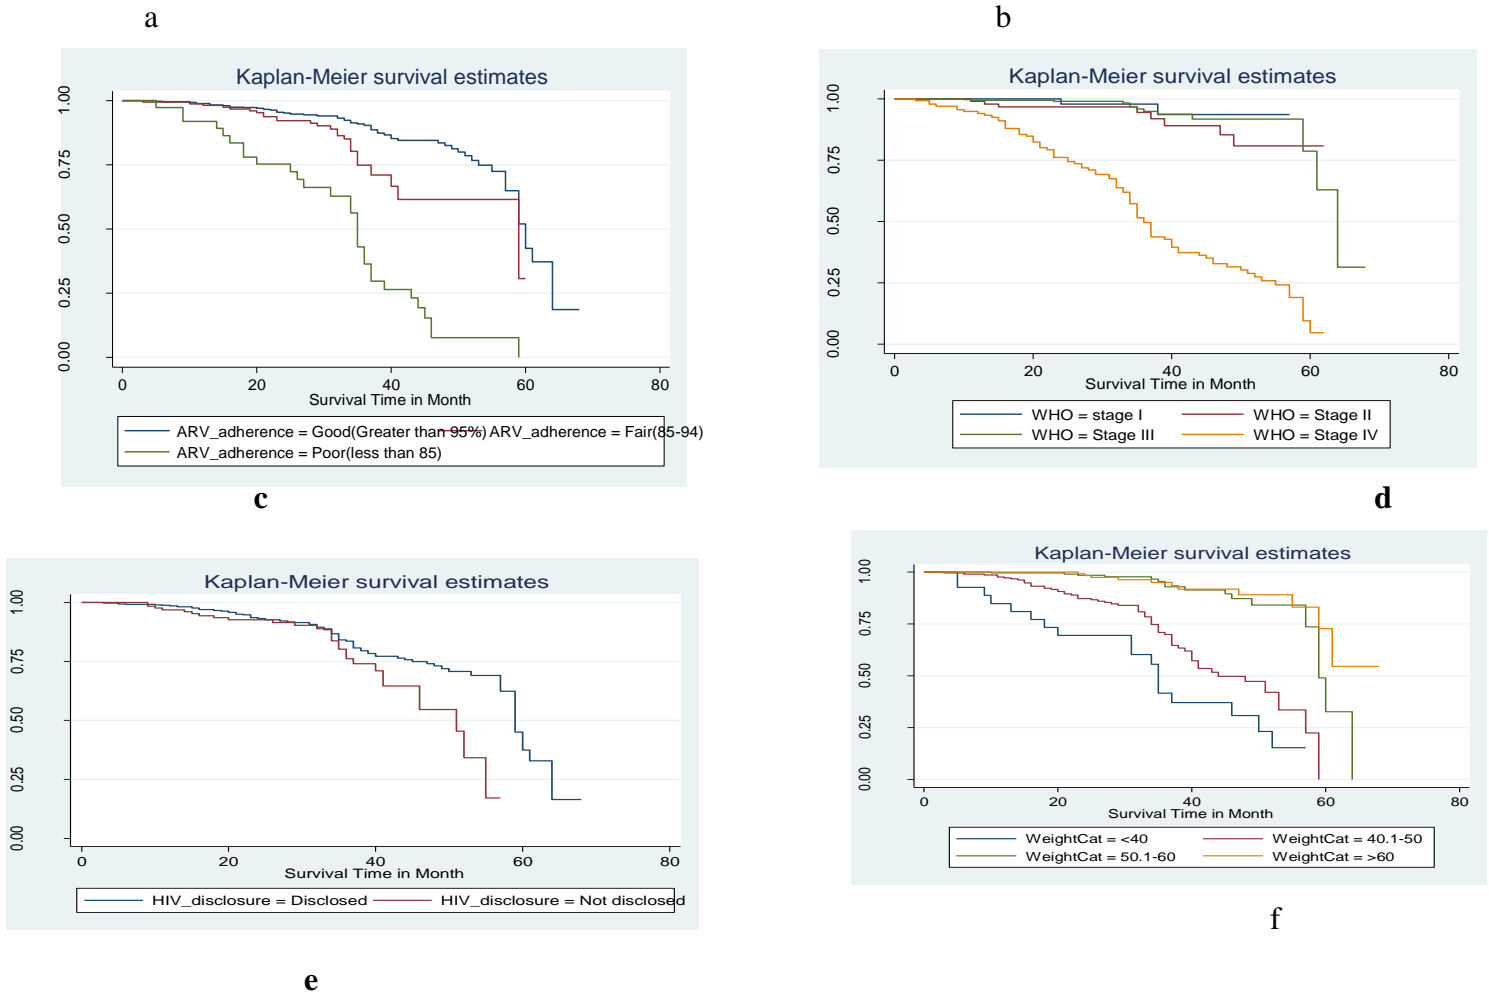 a
b
Kaplan-Meier survival estimates
1.00
0.75
0.50
0.25
0.00
0 20 40 60 80
Survival Time in Month
ARV_adherence = Good(Greater than 95%) ARV_adherence = Fair(85-94)
ARV_adherence = Poor(less than 85)
Kaplan-Meier survival estimates
1.00
0.75
0.50
0.25
0.00
0 20 40 60 80
Survival Time in Month
WHO = stage I WHO = Stage II
WHO = Stage III WHO = Stage IV
c
d
Kaplan-Meier survival estimates
1.00
0.75
0.50
0.25
0.00
0 20 40 60 80
Survival Time in Month
HIV_disclosure = Disclosed HIV_disclosure = Not disclosed
Kaplan-Meier survival estimates
1.00
0.75
0.50
0.25
0.00
0 20 40 60 80
Survival Time in Month
WeightCat = <40 WeightCat = 40.1-50
WeightCat = 50.1-60 WeightCat = >60
e
f